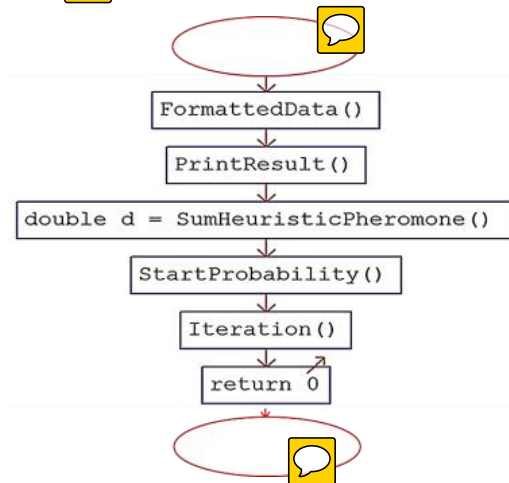 FormattedData()
PrintResult()
double d = SumHeuristicPheromone()
StartProbability()
Iteration()
return 0